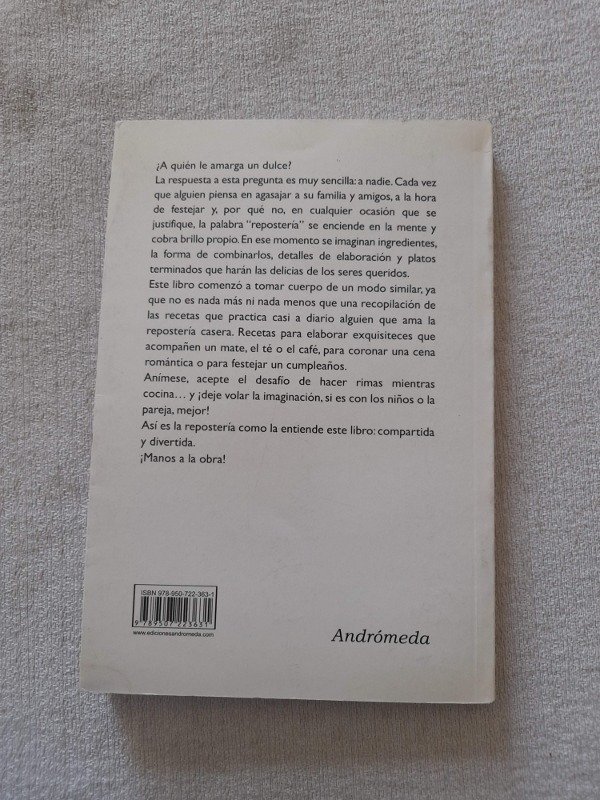 ¿A quién le amarga un dulce?
La respuesta a esta pregunta es muy sencilla: a nadie. Cada vez
que alguien piensa en agasajar a su familia y amigos, a la hora
de festejar y, por qué no, en cualquier ocasión que se
justifique, la palabra "repostería" se enciende en la mente y
cobra brillo propio. En ese momento se imaginan ingredientes,
la forma de combinarlos, detalles de elaboración y platos
terminados que harán las delicias de los seres queridos.
Este libro comenzó a tomar cuerpo de un modo similar, ya
que no es nada más ni nada menos que una recopilación de
las recetas que practica casi a diario alguien que ama la
repostería casera. Recetas para elaborar exquisiteces que
acompañen un mate, el té o el café, para coronar una cena
romántica o para festejar un cumpleaños.
Anímese, acepte el desafío de hacer rimas mientras
cocina... y ¡deje volar la imaginación, si es con los niños o la
pareja, mejor!
Así es la repostería como la entiende este libro: compartida
y divertida.
¡Manos a la obra!
ISBN 978-950-722-363-1
9 789507 223631
www.edicionesandromeda.com
Andrómeda